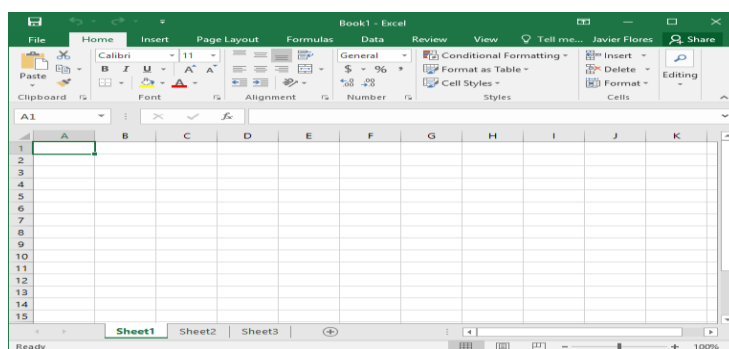 Book1 - Excel
File Home Insert Page Layout Formulas Data Review View Tell me... Javier Flores Share
Calibri 11 General Conditional Formatting Insert
Paste B I U A A A $ % , Format as Table Delete Editing
Cell Styles Format
Clipboard Font Alignment Number Styles Cells
A1 fx
A B C D E F G H I J K
1
2
3
4
5
6
7
8
9
10
11
12
13
14
15
Sheet1 Sheet2 Sheet3
Ready 100%